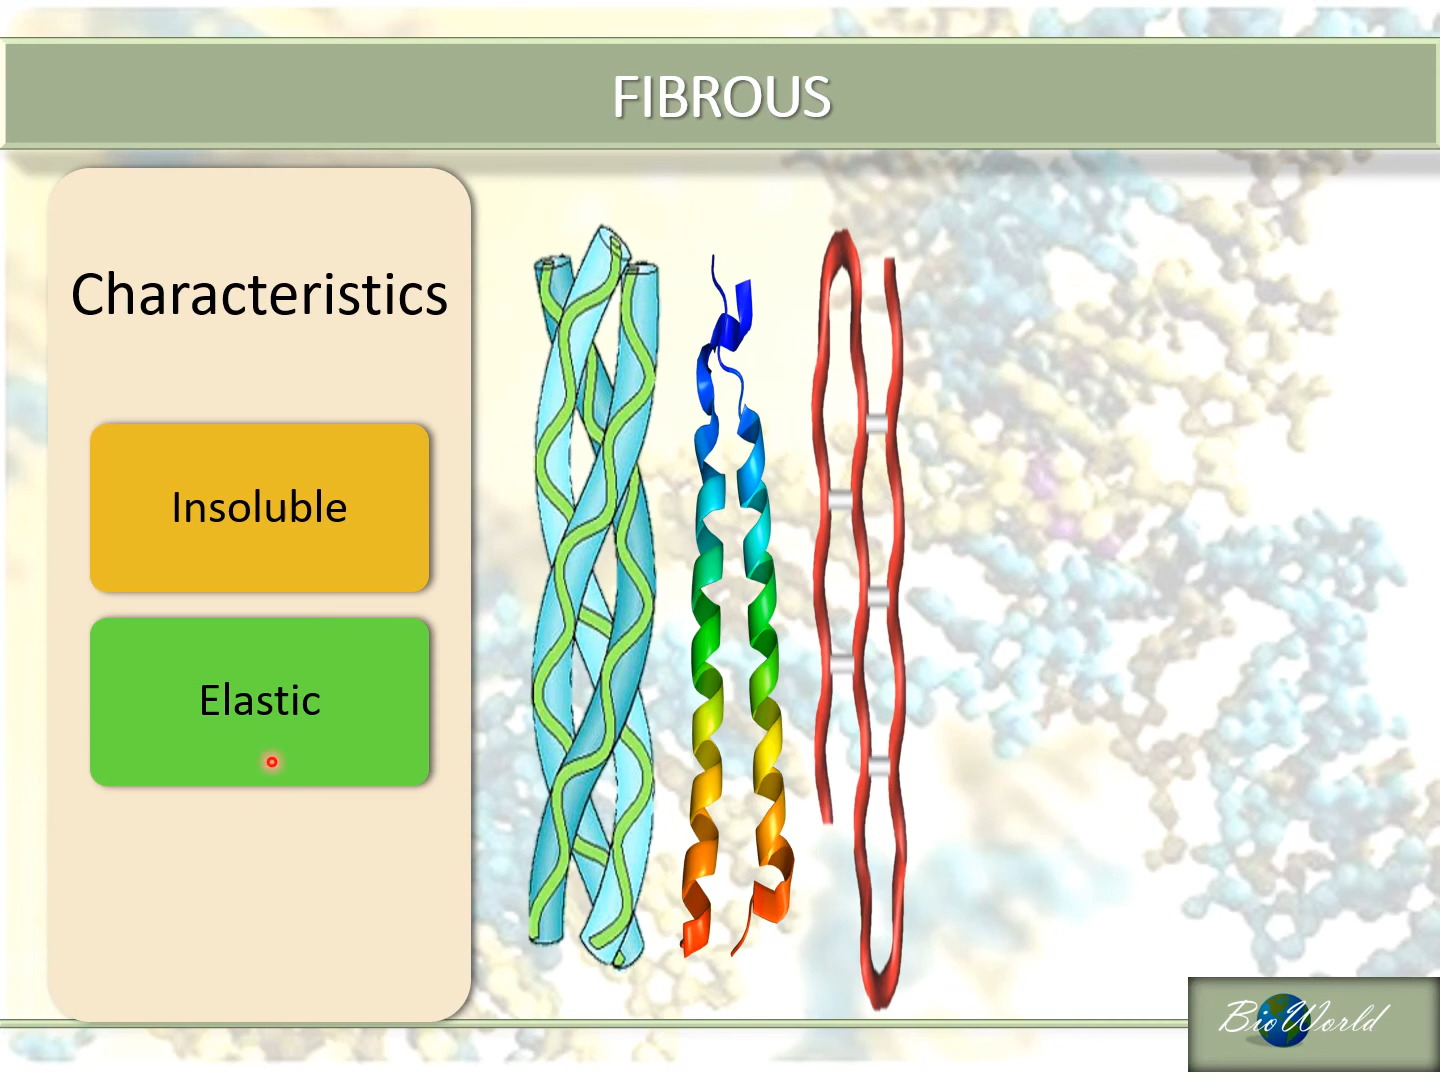 FIBROUS
Characteristics
Insoluble
Elastic
BioWorld